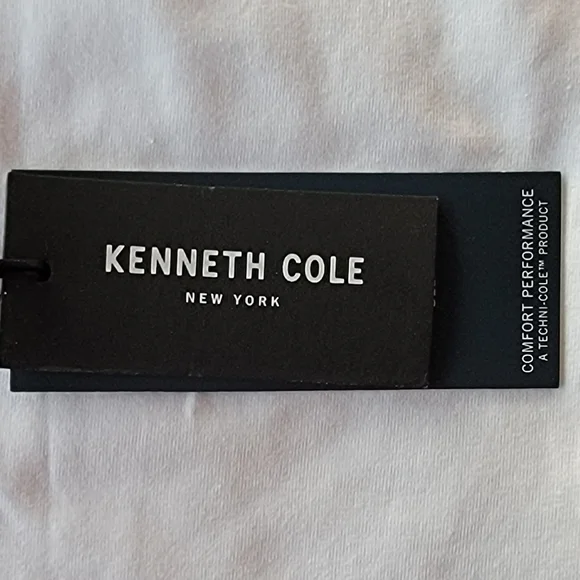 KENNETH COLE
NEW YORK
COMFORT PERFORMANCE
A TECHNI-COLE™ PRODUCT